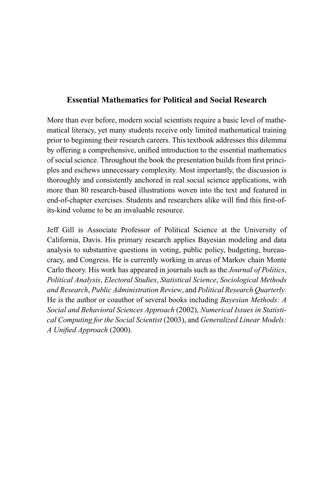 Essential Mathematics for Political and Social Research
More than ever before, modern social scientists require a basic level of mathe-
matical literacy, yet many students receive only limited mathematical training
prior to beginning their research careers. This textbook addresses this dilemma
by offering a comprehensive, unified introduction to the essential mathematics
of social science. Throughout the book the presentation builds from first princi-
ples and eschews unnecessary complexity. Most importantly, the discussion is
thoroughly and consistently anchored in real social science applications, with
more than 80 research-based illustrations woven into the text and featured in
end-of-chapter exercises. Students and researchers alike will find this first-of-
its-kind volume to be an invaluable resource.
Jeff Gill is Associate Professor of Political Science at the University of
California, Davis. His primary research applies Bayesian modeling and data
analysis to substantive questions in voting, public policy, budgeting, bureau-
cracy, and Congress. He is currently working in areas of Markov chain Monte
Carlo theory. His work has appeared in journals such as the Journal of Politics,
Political Analysis, Electoral Studies, Statistical Science, Sociological Methods
and Research, Public Administration Review, and Political Research Quarterly.
He is the author or coauthor of several books including Bayesian Methods: A
Social and Behavioral Sciences Approach (2002), Numerical Issues in Statisti-
cal Computing for the Social Scientist (2003), and Generalized Linear Models:
A Unified Approach (2000).